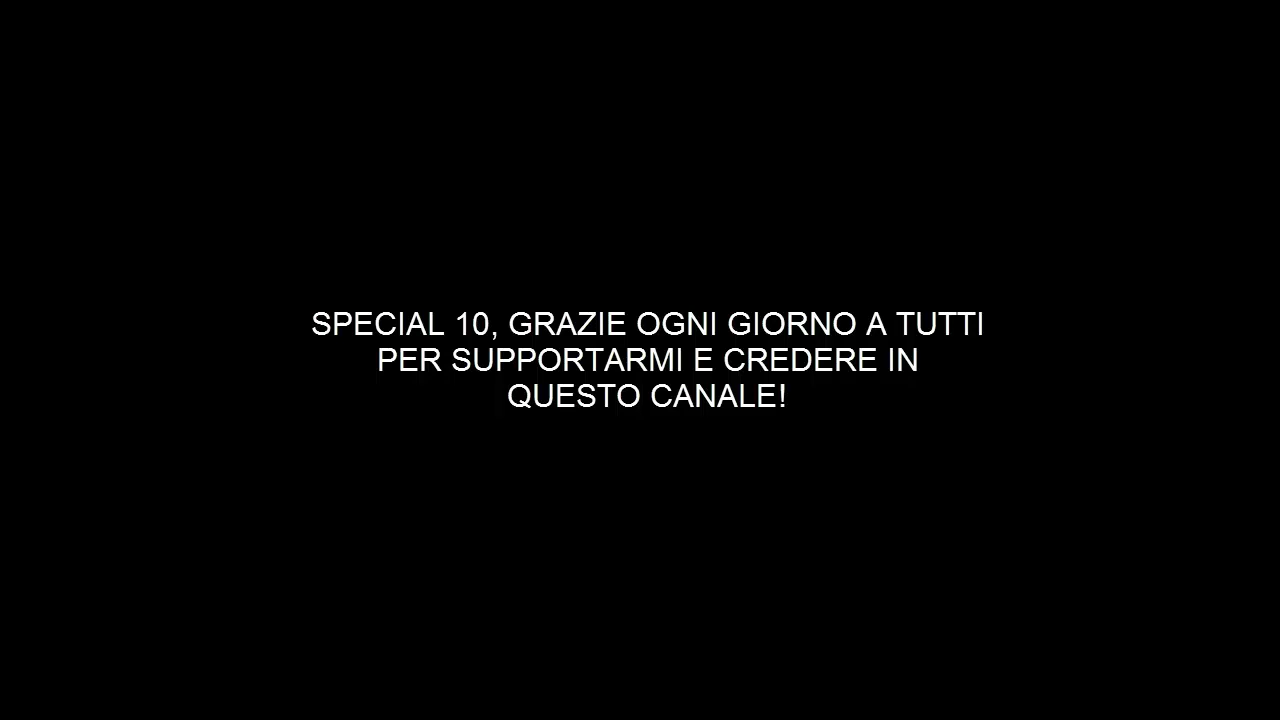 SPECIAL 10, GRAZIE OGNI GIORNO A TUTTI
PER SUPPORTARMI E CREDERE IN
QUESTO CANALE!